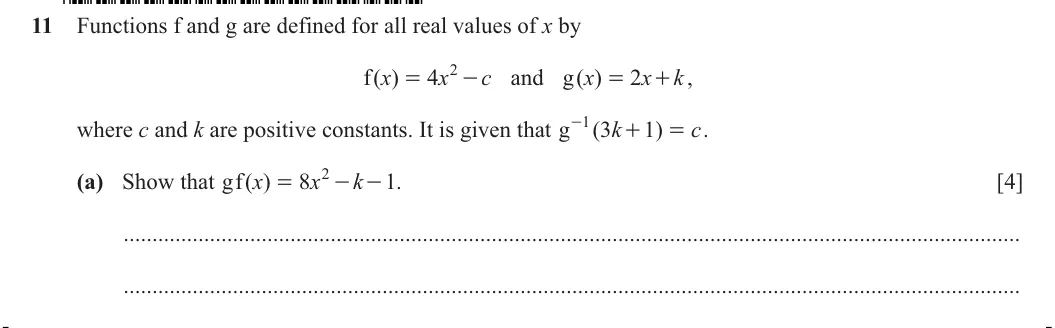 11 Functions f and g are defined for all real values of x by
f(x) = 4x² − c and g(x) = 2x + k,
where c and k are positive constants. It is given that g⁻¹(3k + 1) = c.
(a) Show that gf(x) = 8x² − k − 1. [4]